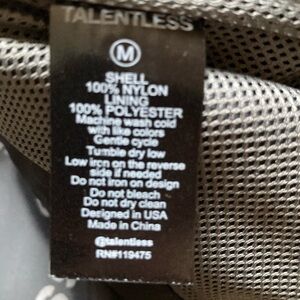 TALENTLESS
M
SHELL
100% NYLON
LINING
100% POLYESTER
Machine wash cold
with like colors
Gentle cycle
Tumble dry low
Low iron on the reverse
side if needed
Do not iron on design
Do not bleach
Do not dry clean
Designed in USA
Made in China
@talentless
RN#119475